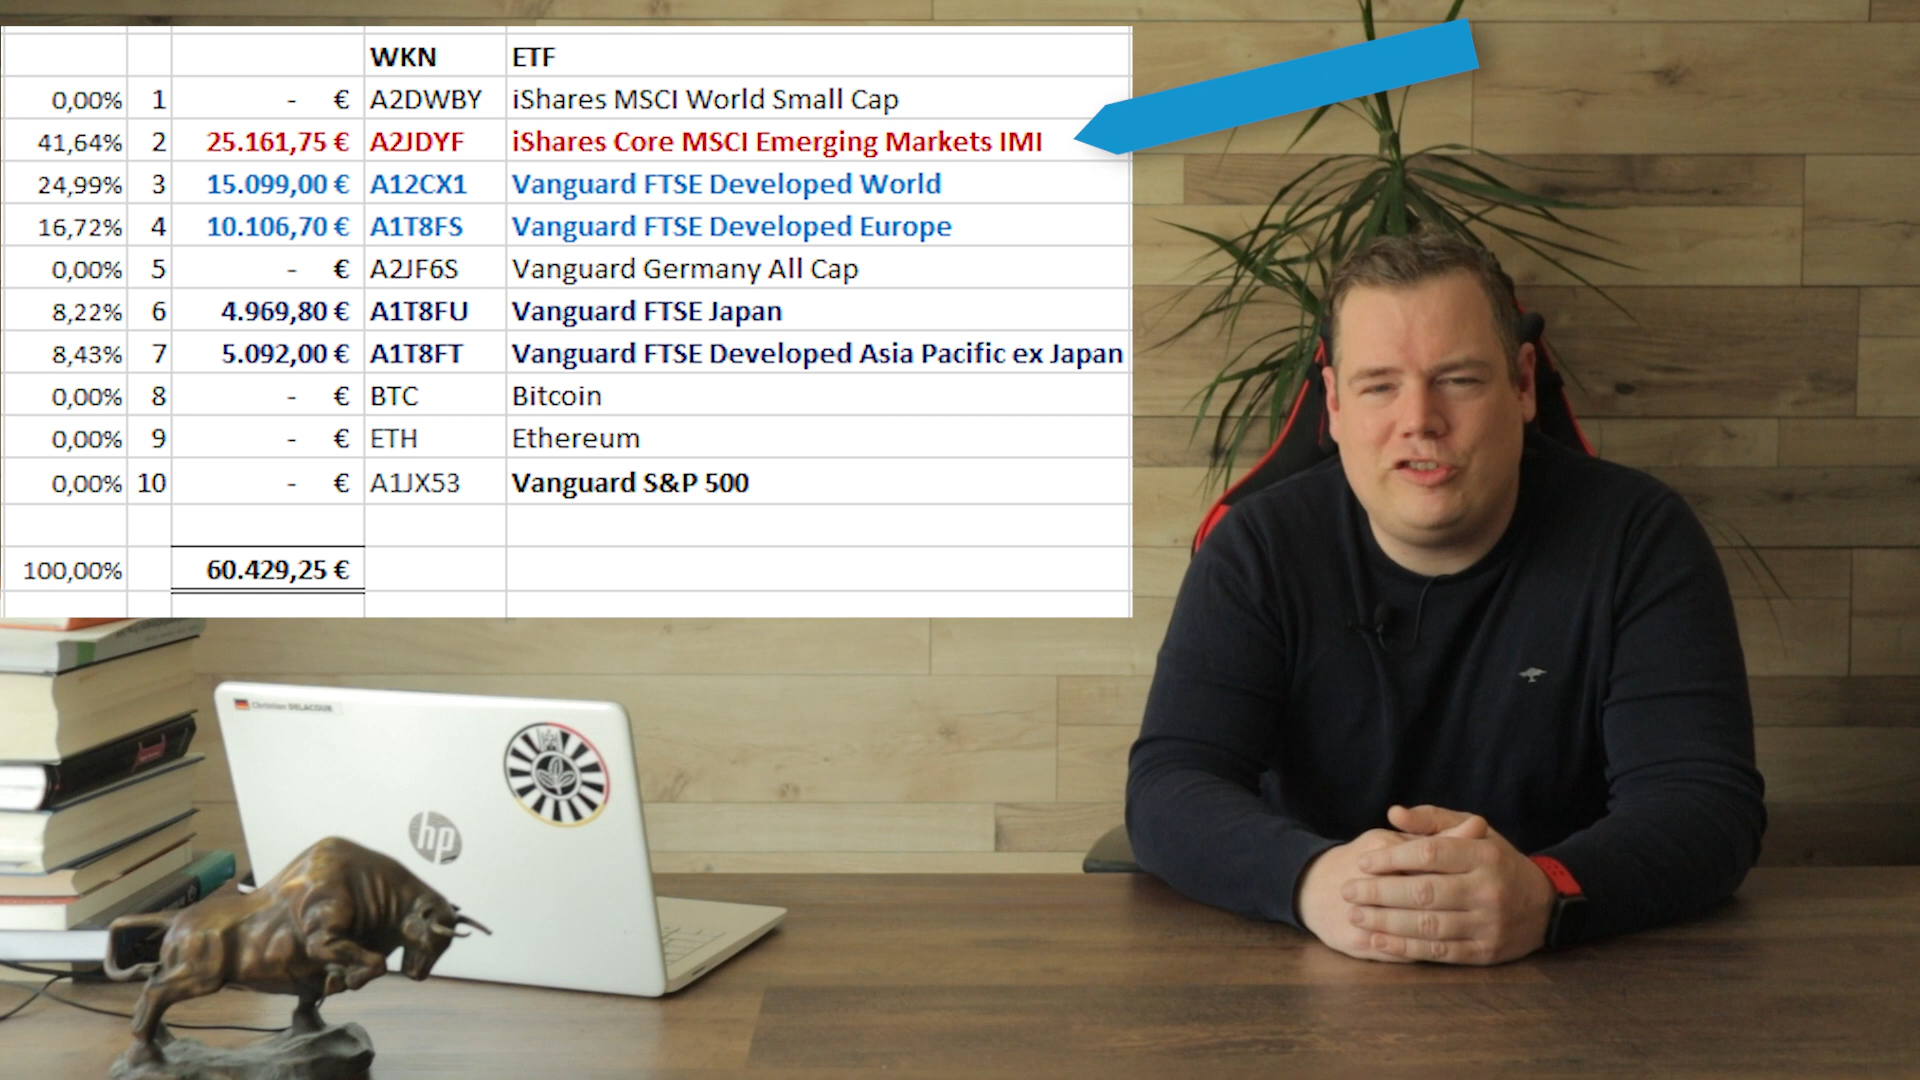 WKN ETF
0,00% 1 - € A2DWBY iShares MSCI World Small Cap
41,64% 2 25.161,75 € A2JDYF iShares Core MSCI Emerging Markets IMI
24,99% 3 15.099,00 € A12CX1 Vanguard FTSE Developed World
16,72% 4 10.106,70 € A1T8FS Vanguard FTSE Developed Europe
0,00% 5 - € A2JF6S Vanguard Germany All Cap
8,22% 6 4.969,80 € A1T8FU Vanguard FTSE Japan
8,43% 7 5.092,00 € A1T8FT Vanguard FTSE Developed Asia Pacific ex Japan
0,00% 8 - € BTC Bitcoin
0,00% 9 - € ETH Ethereum
0,00% 10 - € A1JX53 Vanguard S&P 500
100,00% 60.429,25 €
Christian DELACOUR
hp